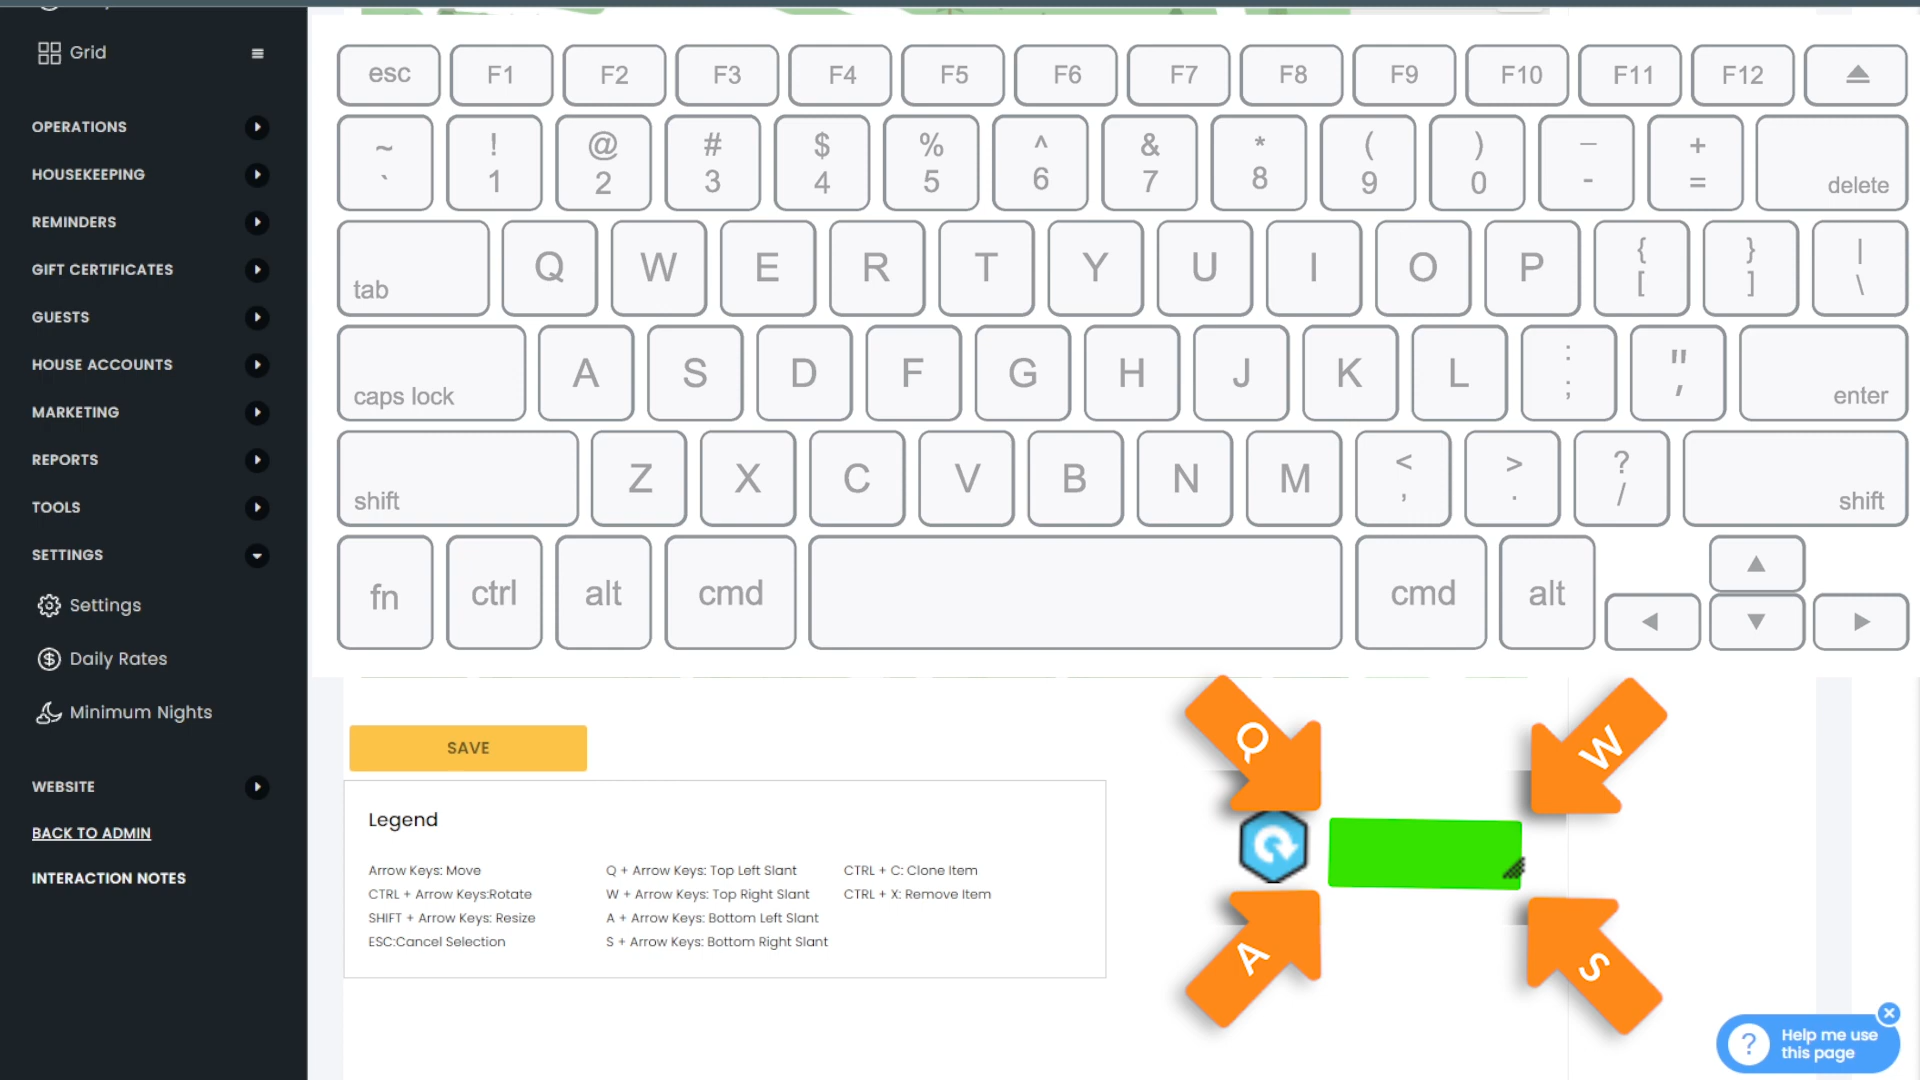 Grid
OPERATIONS
HOUSEKEEPING
REMINDERS
GIFT CERTIFICATES
GUESTS
HOUSE ACCOUNTS
MARKETING
REPORTS
TOOLS
SETTINGS
Settings
Daily Rates
Minimum Nights
WEBSITE
BACK TO ADMIN
INTERACTION NOTES
esc F1 F2 F3 F4 F5 F6 F7 F8 F9 F10 F11 F12
~ ! @ # $ % ^ & * ( ) _ +
` 1 2 3 4 5 6 7 8 9 0 - = delete
tab Q W E R T Y U I O P { [ } ] | \
caps lock A S D F G H J K L : ; " ' enter
shift Z X C V B N M < , > . ? / shift
fn ctrl alt cmd cmd alt
SAVE
Legend
Arrow Keys: Move
CTRL + Arrow Keys:Rotate
SHIFT + Arrow Keys: Resize
ESC:Cancel Selection
Q + Arrow Keys: Top Left Slant
W + Arrow Keys: Top Right Slant
A + Arrow Keys: Bottom Left Slant
S + Arrow Keys: Bottom Right Slant
CTRL + C: Clone Item
CTRL + X: Remove Item
Q
W
A
S
? Help me use
this page